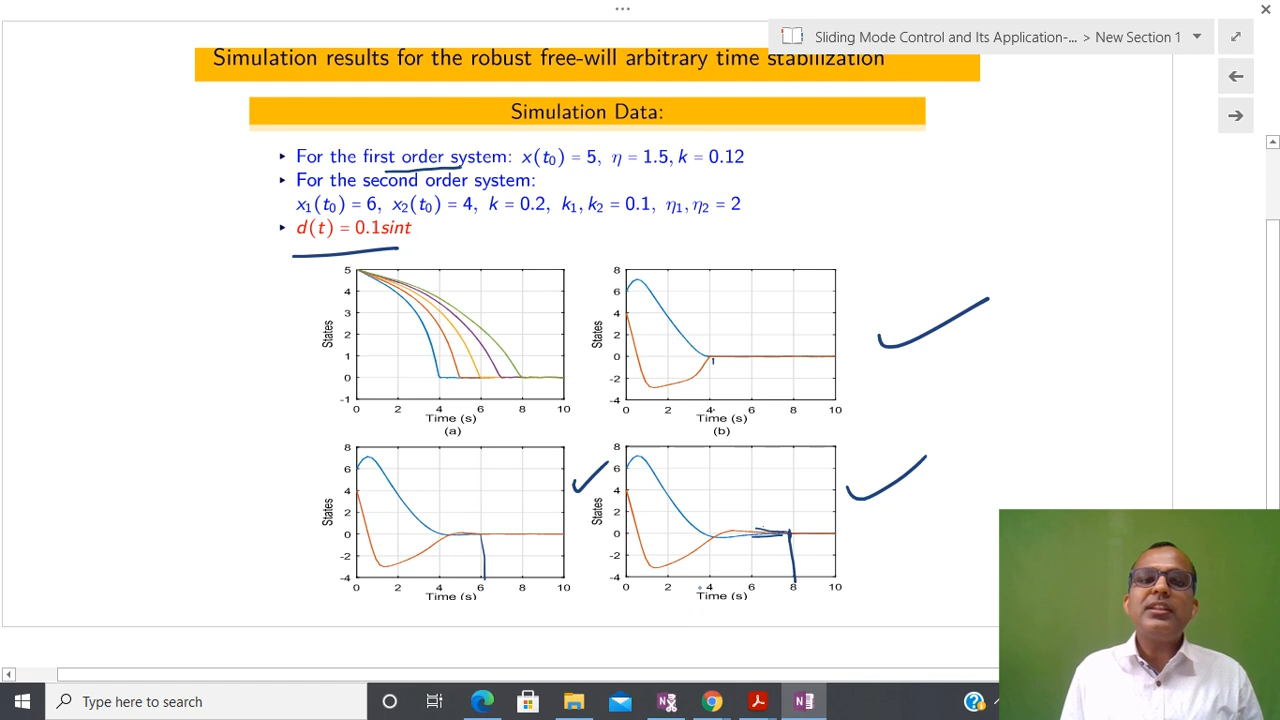 Sliding Mode Control and Its Application-... > New Section 1
Simulation results for the robust free-will arbitrary time stabilization
Simulation Data:
▸ For the first order system: x(t₀) = 5, η = 1.5, k = 0.12
▸ For the second order system:
x₁(t₀) = 6, x₂(t₀) = 4, k = 0.2, k₁, k₂ = 0.1, η₁, η₂ = 2
▸ d(t) = 0.1sint
States
5
4
3
2
1
0
-1
0 2 4 6 8 10
Time (s)
(a)
States
8
6
4
2
0
-2
-4
0 2 4 6 8 10
Time (s)
(b)
States
8
6
4
2
0
-2
-4
0 2 4 6 8 10
Time (s)
States
8
6
4
2
0
-2
-4
0 2 4 6 8 10
Time (s)
Type here to search